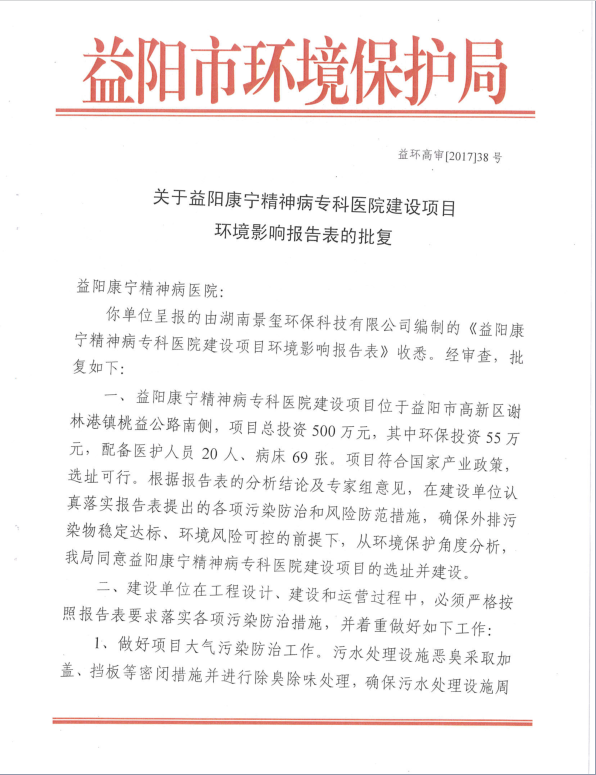 益阳市环境保护局
益环高审[2017]38 号
关于益阳康宁精神病专科医院建设项目
环境影响报告表的批复
益阳康宁精神病医院：
你单位呈报的由湖南景玺环保科技有限公司编制的《益阳康
宁精神病专科医院建设项目环境影响报告表》收悉。经审查，批
复如下：
一、益阳康宁精神病专科医院建设项目位于益阳市高新区谢
林港镇桃益公路南侧，项目总投资 500 万元，其中环保投资 55 万
元，配备医护人员 20 人、病床 69 张。项目符合国家产业政策，
选址可行。根据报告表的分析结论及专家组意见，在建设单位认
真落实报告表提出的各项污染防治和风险防范措施，确保外排污
染物稳定达标、环境风险可控的前提下，从环境保护角度分析，
我局同意益阳康宁精神病专科医院建设项目的选址并建设。
二、建设单位在工程设计、建设和运营过程中，必须严格按
照报告表要求落实各项污染防治措施，并着重做好如下工作：
1、做好项目大气污染防治工作。污水处理设施恶臭采取加
盖、挡板等密闭措施并进行除臭除味处理，确保污水处理设施周